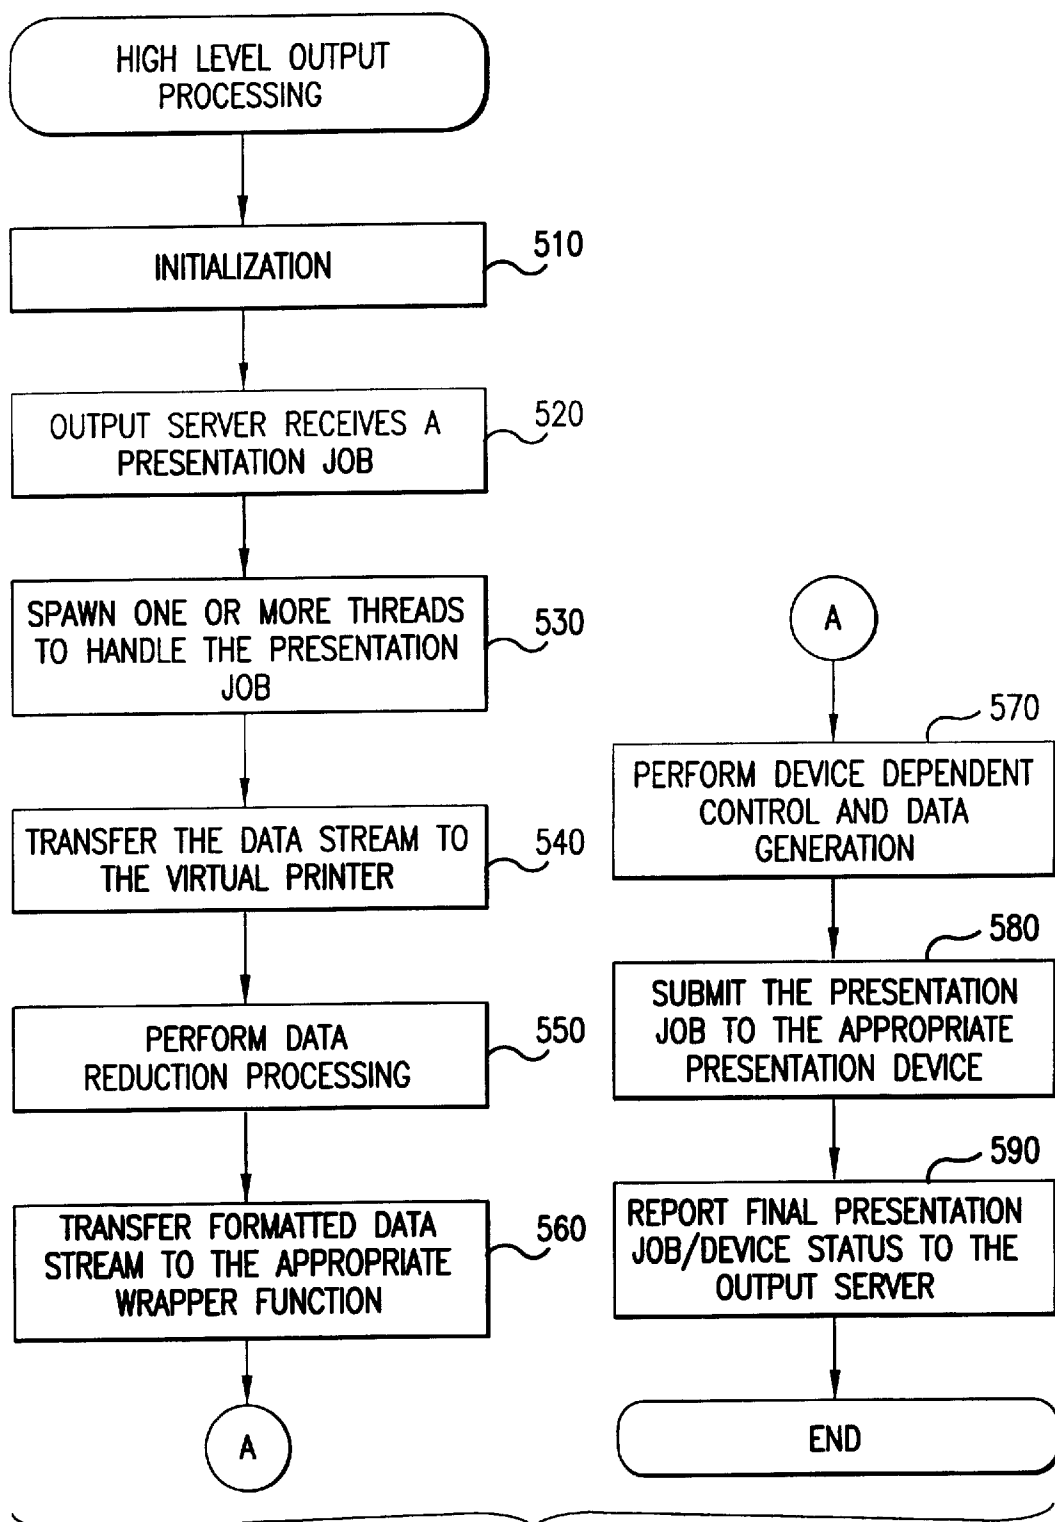 HIGH LEVEL OUTPUT
PROCESSING
INITIALIZATION
510
OUTPUT SERVER RECEIVES A
PRESENTATION JOB
520
SPAWN ONE OR MORE THREADS
TO HANDLE THE PRESENTATION
JOB
530
TRANSFER THE DATA STREAM TO
THE VIRTUAL PRINTER
540
PERFORM DATA
REDUCTION PROCESSING
550
TRANSFER FORMATTED DATA
STREAM TO THE APPROPRIATE
WRAPPER FUNCTION
560
A
A
570
PERFORM DEVICE DEPENDENT
CONTROL AND DATA
GENERATION
580
SUBMIT THE PRESENTATION
JOB TO THE APPROPRIATE
PRESENTATION DEVICE
590
REPORT FINAL PRESENTATION
JOB/DEVICE STATUS TO THE
OUTPUT SERVER
END